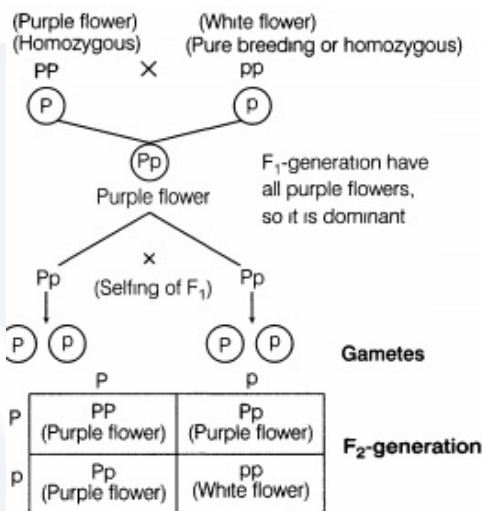 (Purple flower) (White flower)
(Homozygous) (Pure breeding or homozygous)
PP × pp
P p
Pp
Purple flower
F₁-generation have
all purple flowers,
so it is dominant
Pp × Pp
(Selfing of F₁)
P p P p
Gametes
P p
P PP Pp
(Purple flower) (Purple flower)
F₂-generation
p Pp pp
(Purple flower) (White flower)